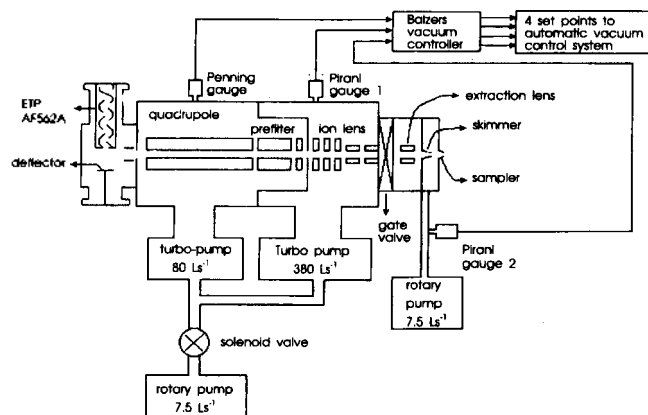 Balzers
vacuum
controller
4 set points to
automatic vacuum
control system
Penning
gauge
Pirani
gauge 1
ETP
AF562A
quadrupole
prefilter
ion lens
extraction lens
skimmer
deflector
sampler
gate
valve
turbo-pump
80 Ls⁻¹
Turbo pump
380 Ls⁻¹
Pirani
gauge 2
rotary
pump
7.5 Ls⁻¹
solenoid valve
rotary pump
7.5 Ls⁻¹